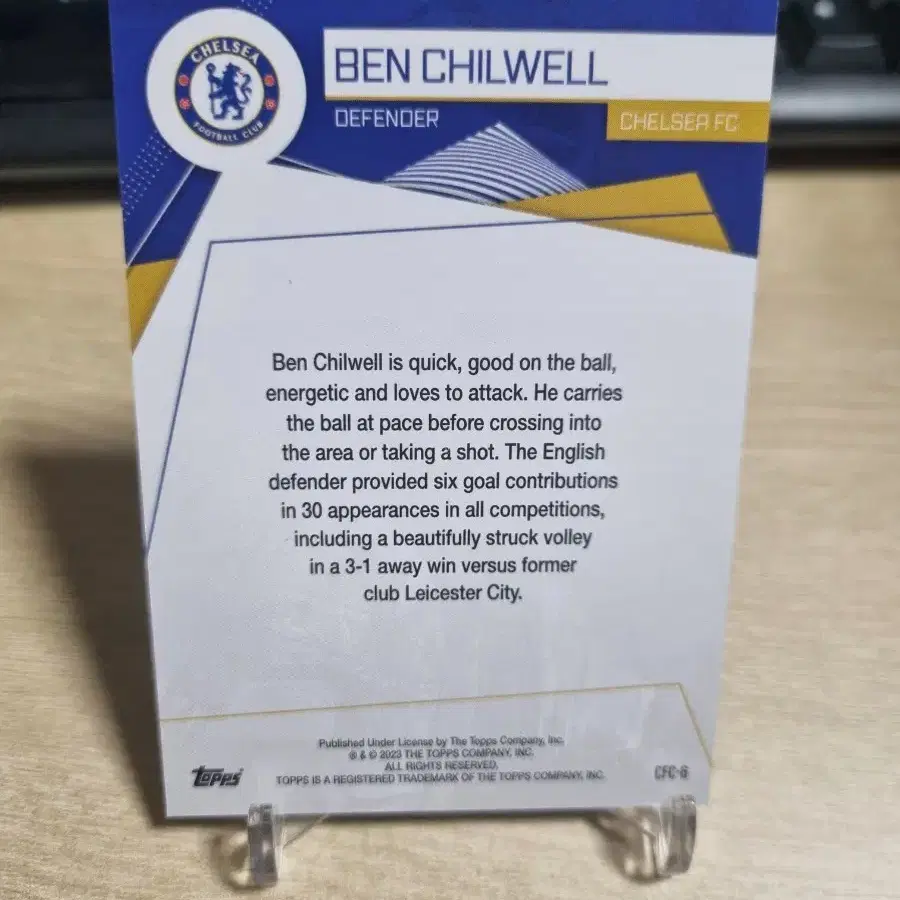 CHELSEA
FOOTBALL CLUB
BEN CHILWELL
DEFENDER
CHELSEA FC
Ben Chilwell is quick, good on the ball,
energetic and loves to attack. He carries
the ball at pace before crossing into
the area or taking a shot. The English
defender provided six goal contributions
in 30 appearances in all competitions,
including a beautifully struck volley
in a 3-1 away win versus former
club Leicester City.
Published Under License by The Topps Company, Inc.
® & © 2023 THE TOPPS COMPANY, INC.
ALL RIGHTS RESERVED.
TOPPS IS A REGISTERED TRADEMARK OF THE TOPPS COMPANY, INC.
topps
CFC-6